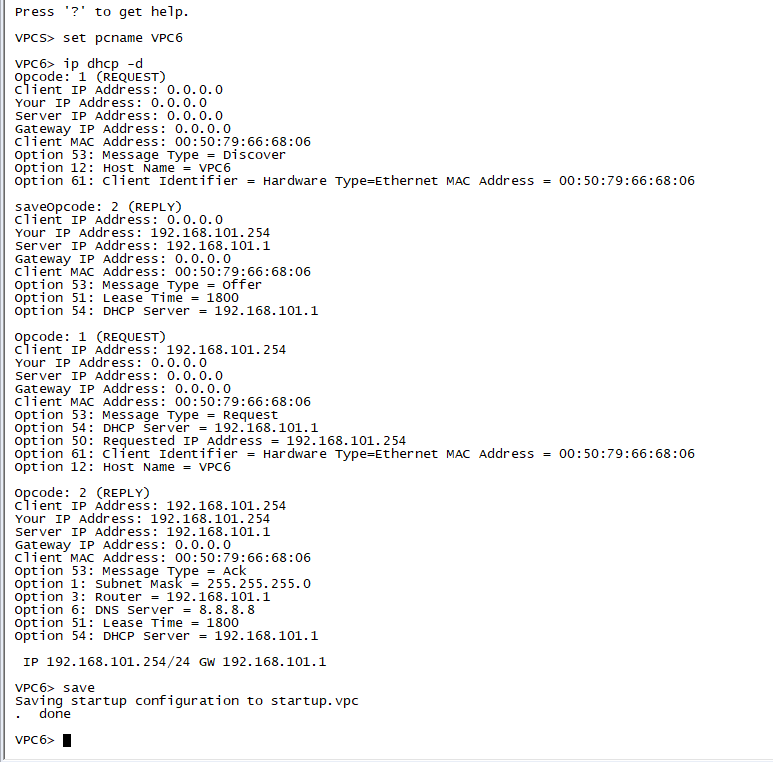 Press '?' to get help.
VPCS> set pcname VPC6
VPC6> ip dhcp -d
Opcode: 1 (REQUEST)
Client IP Address: 0.0.0.0
Your IP Address: 0.0.0.0
Server IP Address: 0.0.0.0
Gateway IP Address: 0.0.0.0
Client MAC Address: 00:50:79:66:68:06
Option 53: Message Type = Discover
Option 12: Host Name = VPC6
Option 61: Client Identifier = Hardware Type=Ethernet MAC Address = 00:50:79:66:68:06
saveOpcode: 2 (REPLY)
Client IP Address: 0.0.0.0
Your IP Address: 192.168.101.254
Server IP Address: 192.168.101.1
Gateway IP Address: 0.0.0.0
Client MAC Address: 00:50:79:66:68:06
Option 53: Message Type = Offer
Option 51: Lease Time = 1800
Option 54: DHCP Server = 192.168.101.1
Opcode: 1 (REQUEST)
Client IP Address: 192.168.101.254
Your IP Address: 0.0.0.0
Server IP Address: 0.0.0.0
Gateway IP Address: 0.0.0.0
Client MAC Address: 00:50:79:66:68:06
Option 53: Message Type = Request
Option 54: DHCP Server = 192.168.101.1
Option 50: Requested IP Address = 192.168.101.254
Option 61: Client Identifier = Hardware Type=Ethernet MAC Address = 00:50:79:66:68:06
Option 12: Host Name = VPC6
Opcode: 2 (REPLY)
Client IP Address: 192.168.101.254
Your IP Address: 192.168.101.254
Server IP Address: 192.168.101.1
Gateway IP Address: 0.0.0.0
Client MAC Address: 00:50:79:66:68:06
Option 53: Message Type = Ack
Option 1: Subnet Mask = 255.255.255.0
Option 3: Router = 192.168.101.1
Option 6: DNS Server = 8.8.8.8
Option 51: Lease Time = 1800
Option 54: DHCP Server = 192.168.101.1
IP 192.168.101.254/24 GW 192.168.101.1
VPC6> save
Saving startup configuration to startup.vpc
.  done
VPC6>